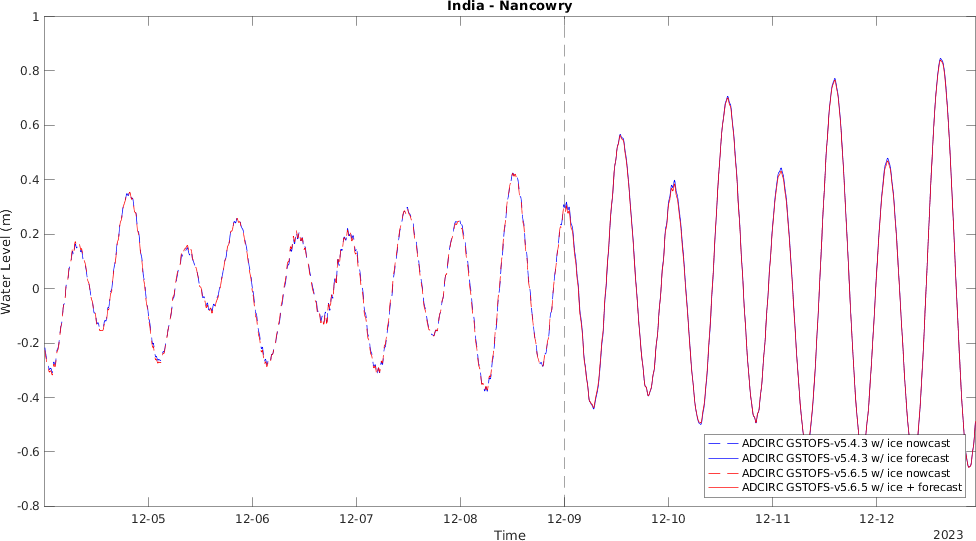 India - Nancowry
1
0.8
0.6
0.4
0.2
0
-0.2
-0.4
-0.6
-0.8
Water Level (m)
12-05 12-06 12-07 12-08 12-09 12-10 12-11 12-12
Time
2023
ADCIRC GSTOFS-v5.4.3 w/ ice nowcast
ADCIRC GSTOFS-v5.4.3 w/ ice forecast
ADCIRC GSTOFS-v5.6.5 w/ ice nowcast
ADCIRC GSTOFS-v5.6.5 w/ ice + forecast